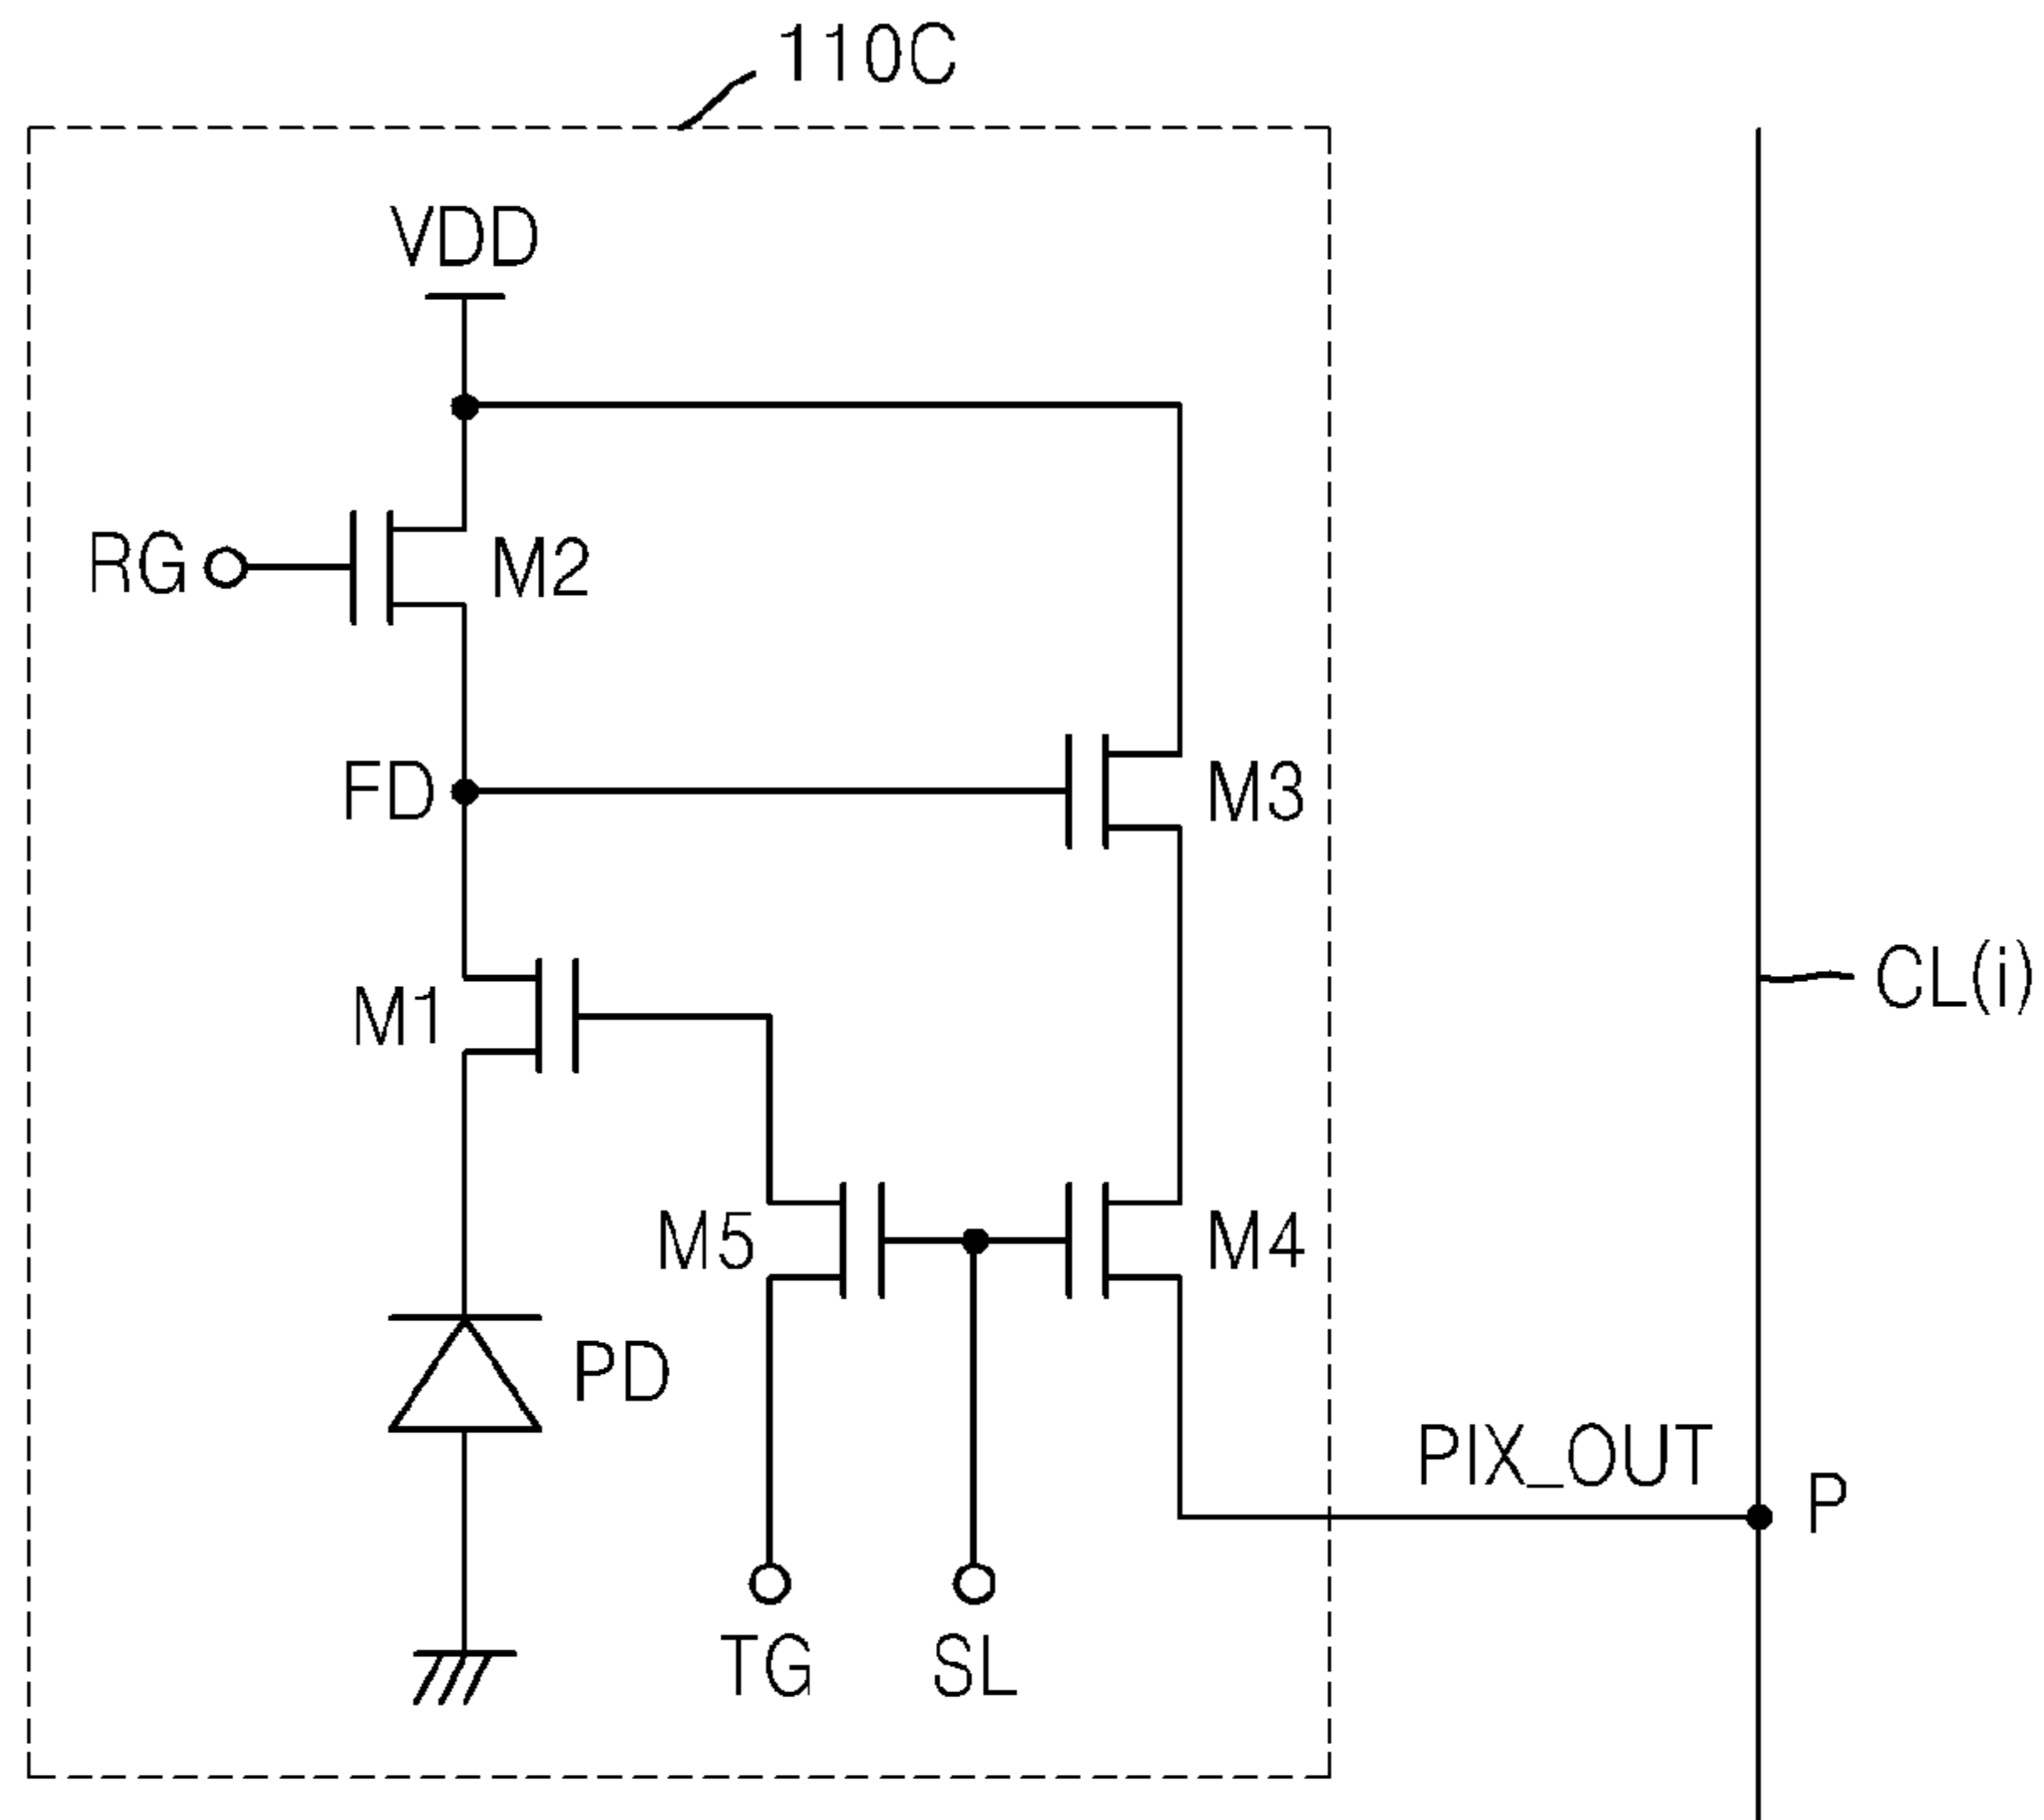 110C
VDD
RG
M2
FD
M3
M1
CL(i)
M5
M4
PD
PIX_OUT
P
TG
SL